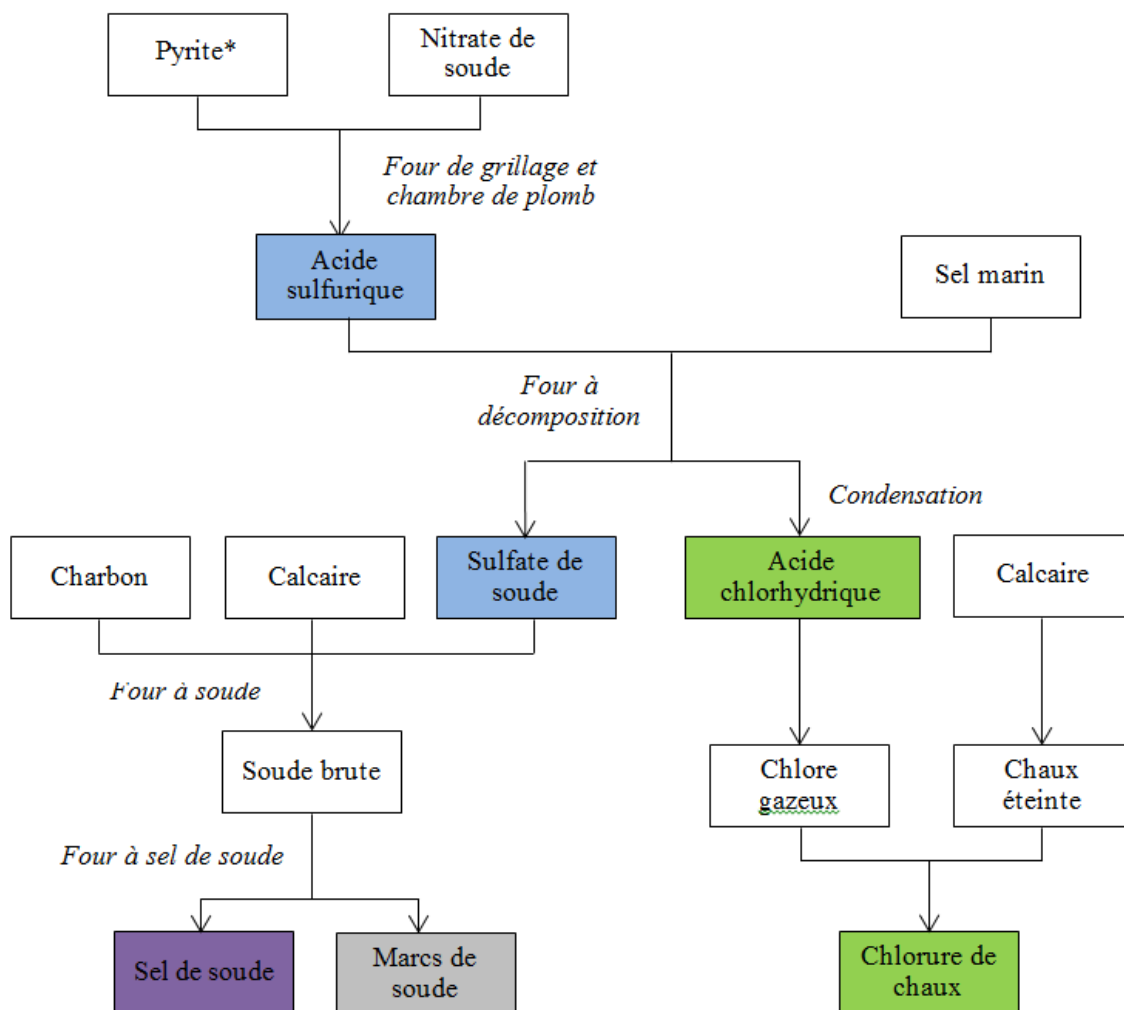 Pyrite*
Nitrate de
soude
Four de grillage et
chambre de plomb
Acide
sulfurique
Sel marin
Four à
décomposition
Condensation
Charbon
Calcaire
Sulfate de
soude
Acide
chlorhydrique
Calcaire
Four à soude
Soude brute
Chlore
gazeux
Chaux
éteinte
Four à sel de soude
Sel de soude
Marcs de
soude
Chlorure de
chaux